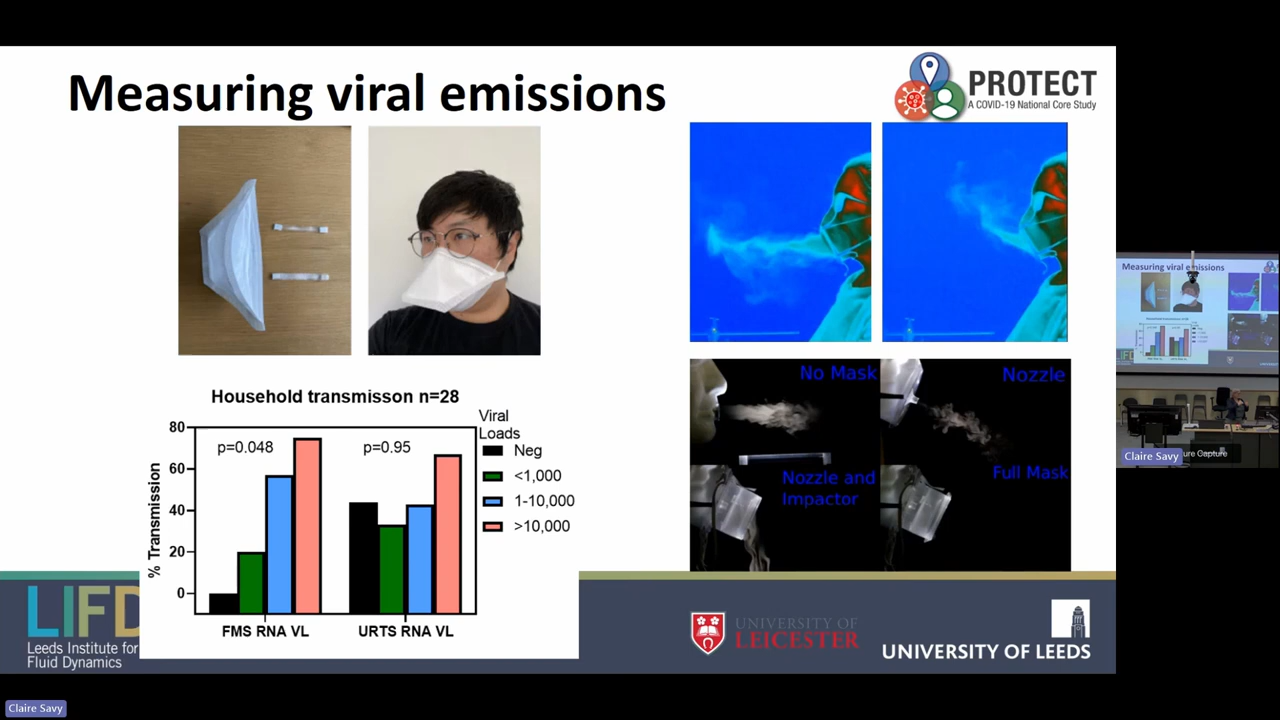 Measuring viral emissions
PROTECT
A COVID-19 National Core Study
Household transmisson n=28
Viral
Loads
Neg
<1,000
1-10,000
>10,000
p=0.048
p=0.95
% Transmission
80
60
40
20
0
FMS RNA VL
URTS RNA VL
No Mask
Nozzle
Nozzle and
Impactor
Full Mask
LIFD
Leeds Institute for
Fluid Dynamics
UNIVERSITY OF
LEICESTER
UNIVERSITY OF LEEDS
Measuring viral emissions
Claire Savy
ure Capture
Claire Savy